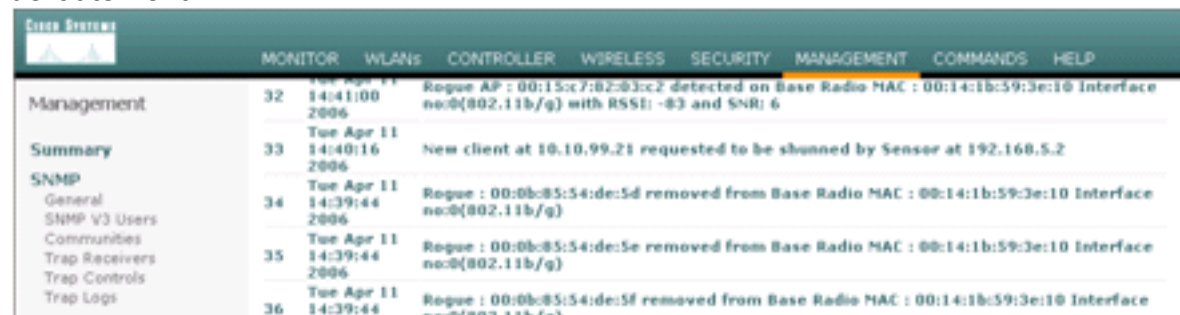 CISCO SYSTEMS
MONITOR WLANs CONTROLLER WIRELESS SECURITY MANAGEMENT COMMANDS HELP
Management
Summary
SNMP
General
SNMP V3 Users
Communities
Trap Receivers
Trap Controls
Trap Logs
32 Tue Apr 11 14:41:00 2006 Rogue AP : 00:15:c7:82:03:c2 detected on Base Radio MAC : 00:14:1b:59:3e:10 Interface
no:0(802.11b/g) with RSSI: -83 and SNR: 6
33 Tue Apr 11 14:40:16 2006 New client at 10.10.99.21 requested to be shunned by Sensor at 192.168.5.2
34 Tue Apr 11 14:39:44 2006 Rogue : 00:0b:85:54:de:5d removed from Base Radio MAC : 00:14:1b:59:3e:10 Interface
no:0(802.11b/g)
35 Tue Apr 11 14:39:44 2006 Rogue : 00:0b:85:54:de:5e removed from Base Radio MAC : 00:14:1b:59:3e:10 Interface
no:0(802.11b/g)
36 Tue Apr 11 14:39:44 Rogue : 00:0b:85:54:de:5f removed from Base Radio MAC : 00:14:1b:59:3e:10 Interface